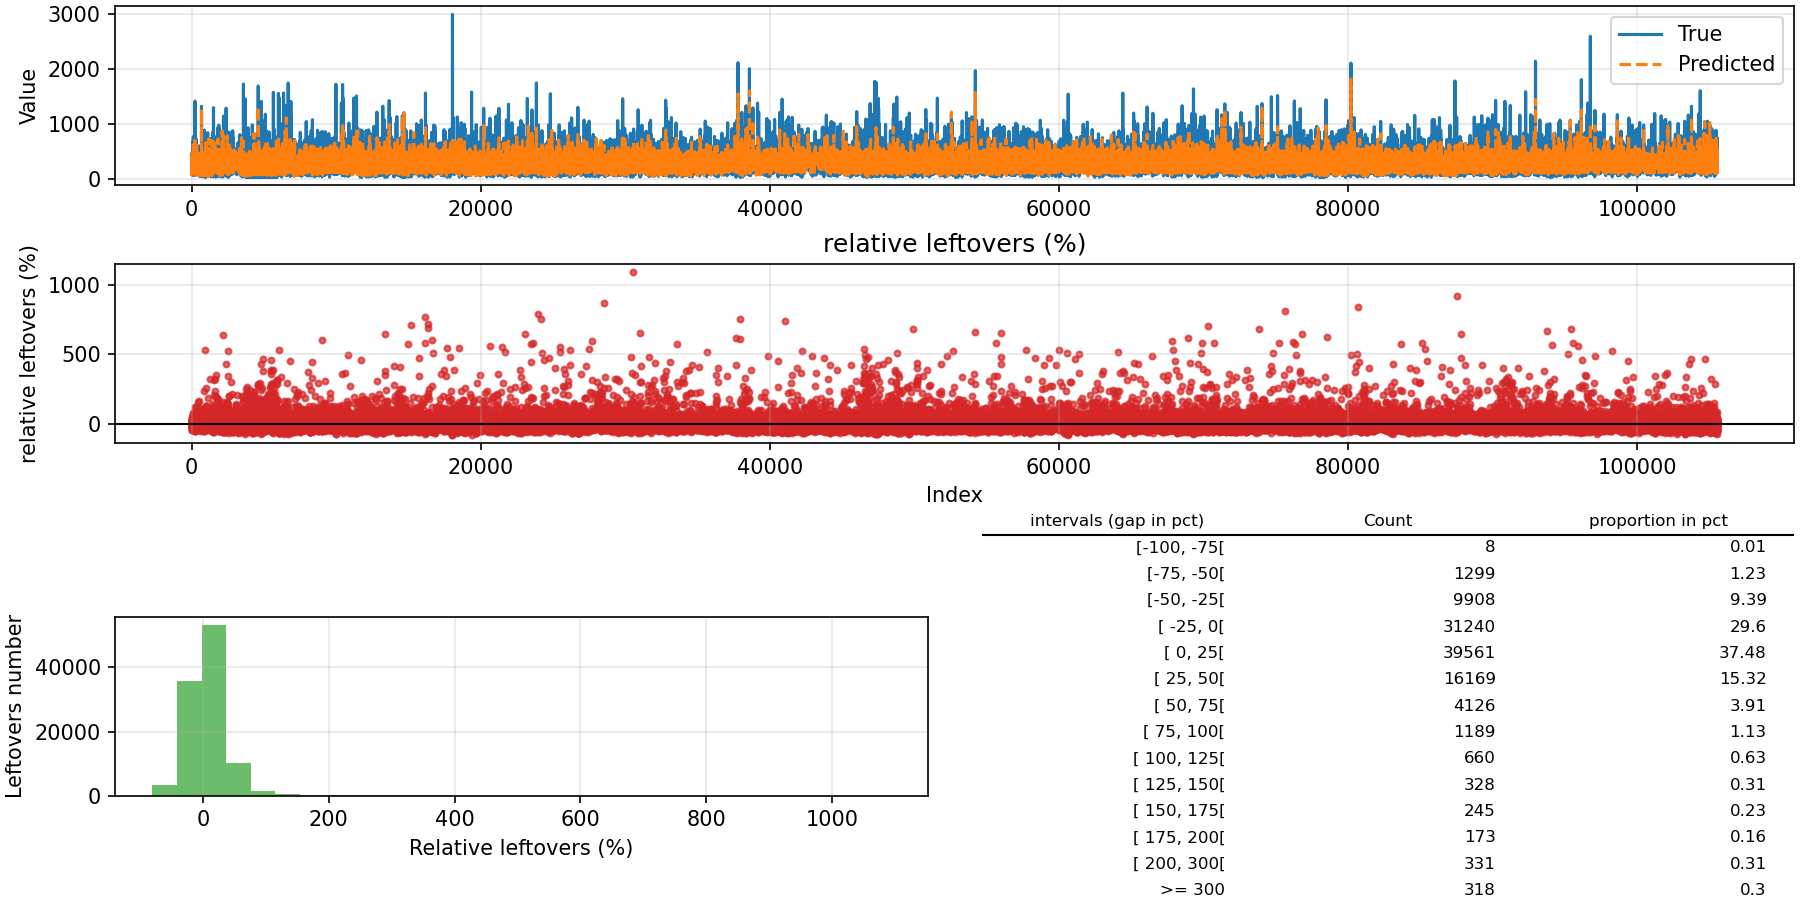 3000
2000
1000
0
Value
True
Predicted
0 20000 40000 60000 80000 100000
relative leftovers (%)
1000
500
0
relative leftovers (%)
0 20000 40000 60000 80000 100000
Index
40000
20000
0
Leftovers number
0 200 400 600 800 1000
Relative leftovers (%)
intervals (gap in pct) Count proportion in pct
[-100, -75[ 8 0.01
[-75, -50[ 1299 1.23
[-50, -25[ 9908 9.39
[ -25, 0[ 31240 29.6
[ 0, 25[ 39561 37.48
[ 25, 50[ 16169 15.32
[ 50, 75[ 4126 3.91
[ 75, 100[ 1189 1.13
[ 100, 125[ 660 0.63
[ 125, 150[ 328 0.31
[ 150, 175[ 245 0.23
[ 175, 200[ 173 0.16
[ 200, 300[ 331 0.31
>= 300 318 0.3